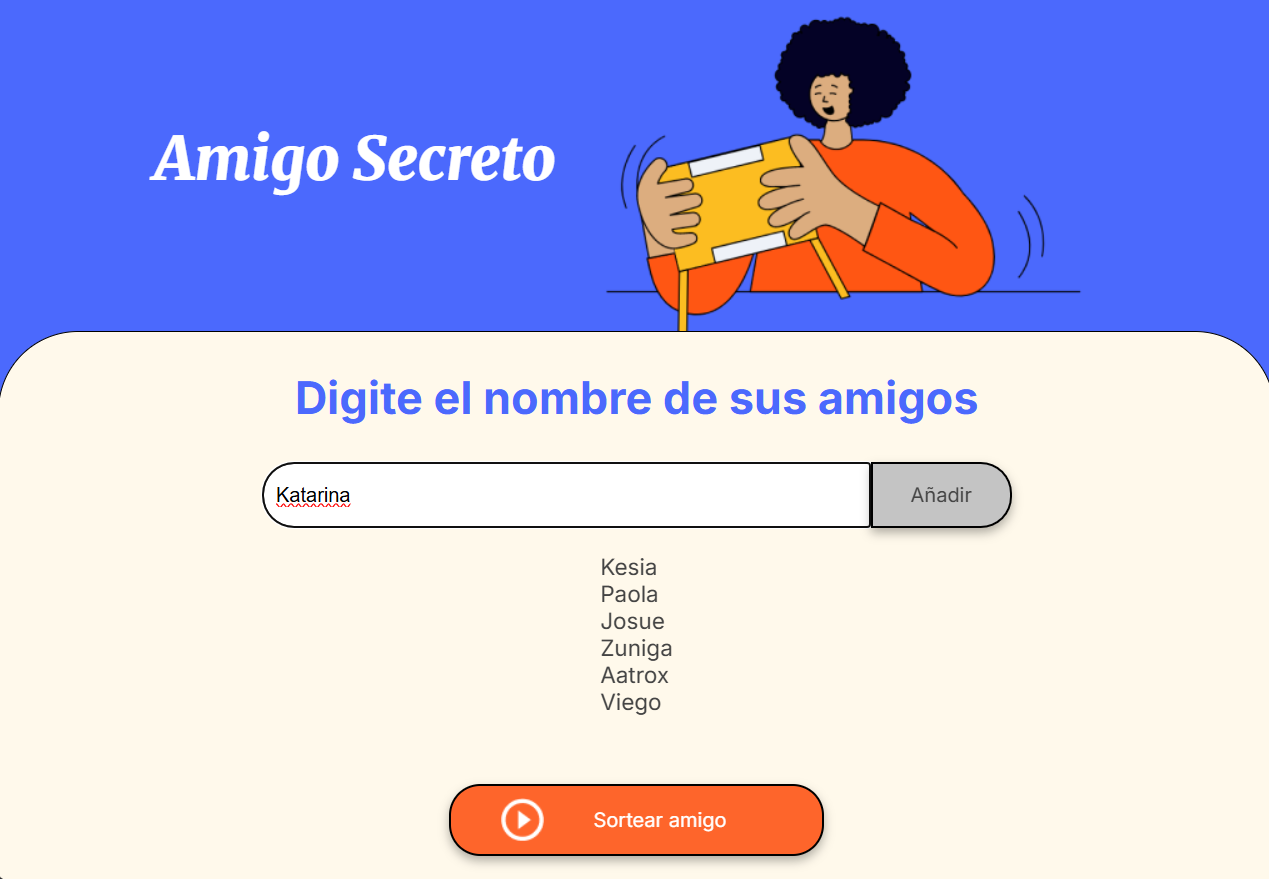 Amigo Secreto
Digite el nombre de sus amigos
Katarina
Añadir
Kesia
Paola
Josue
Zuniga
Aatrox
Viego
Sortear amigo